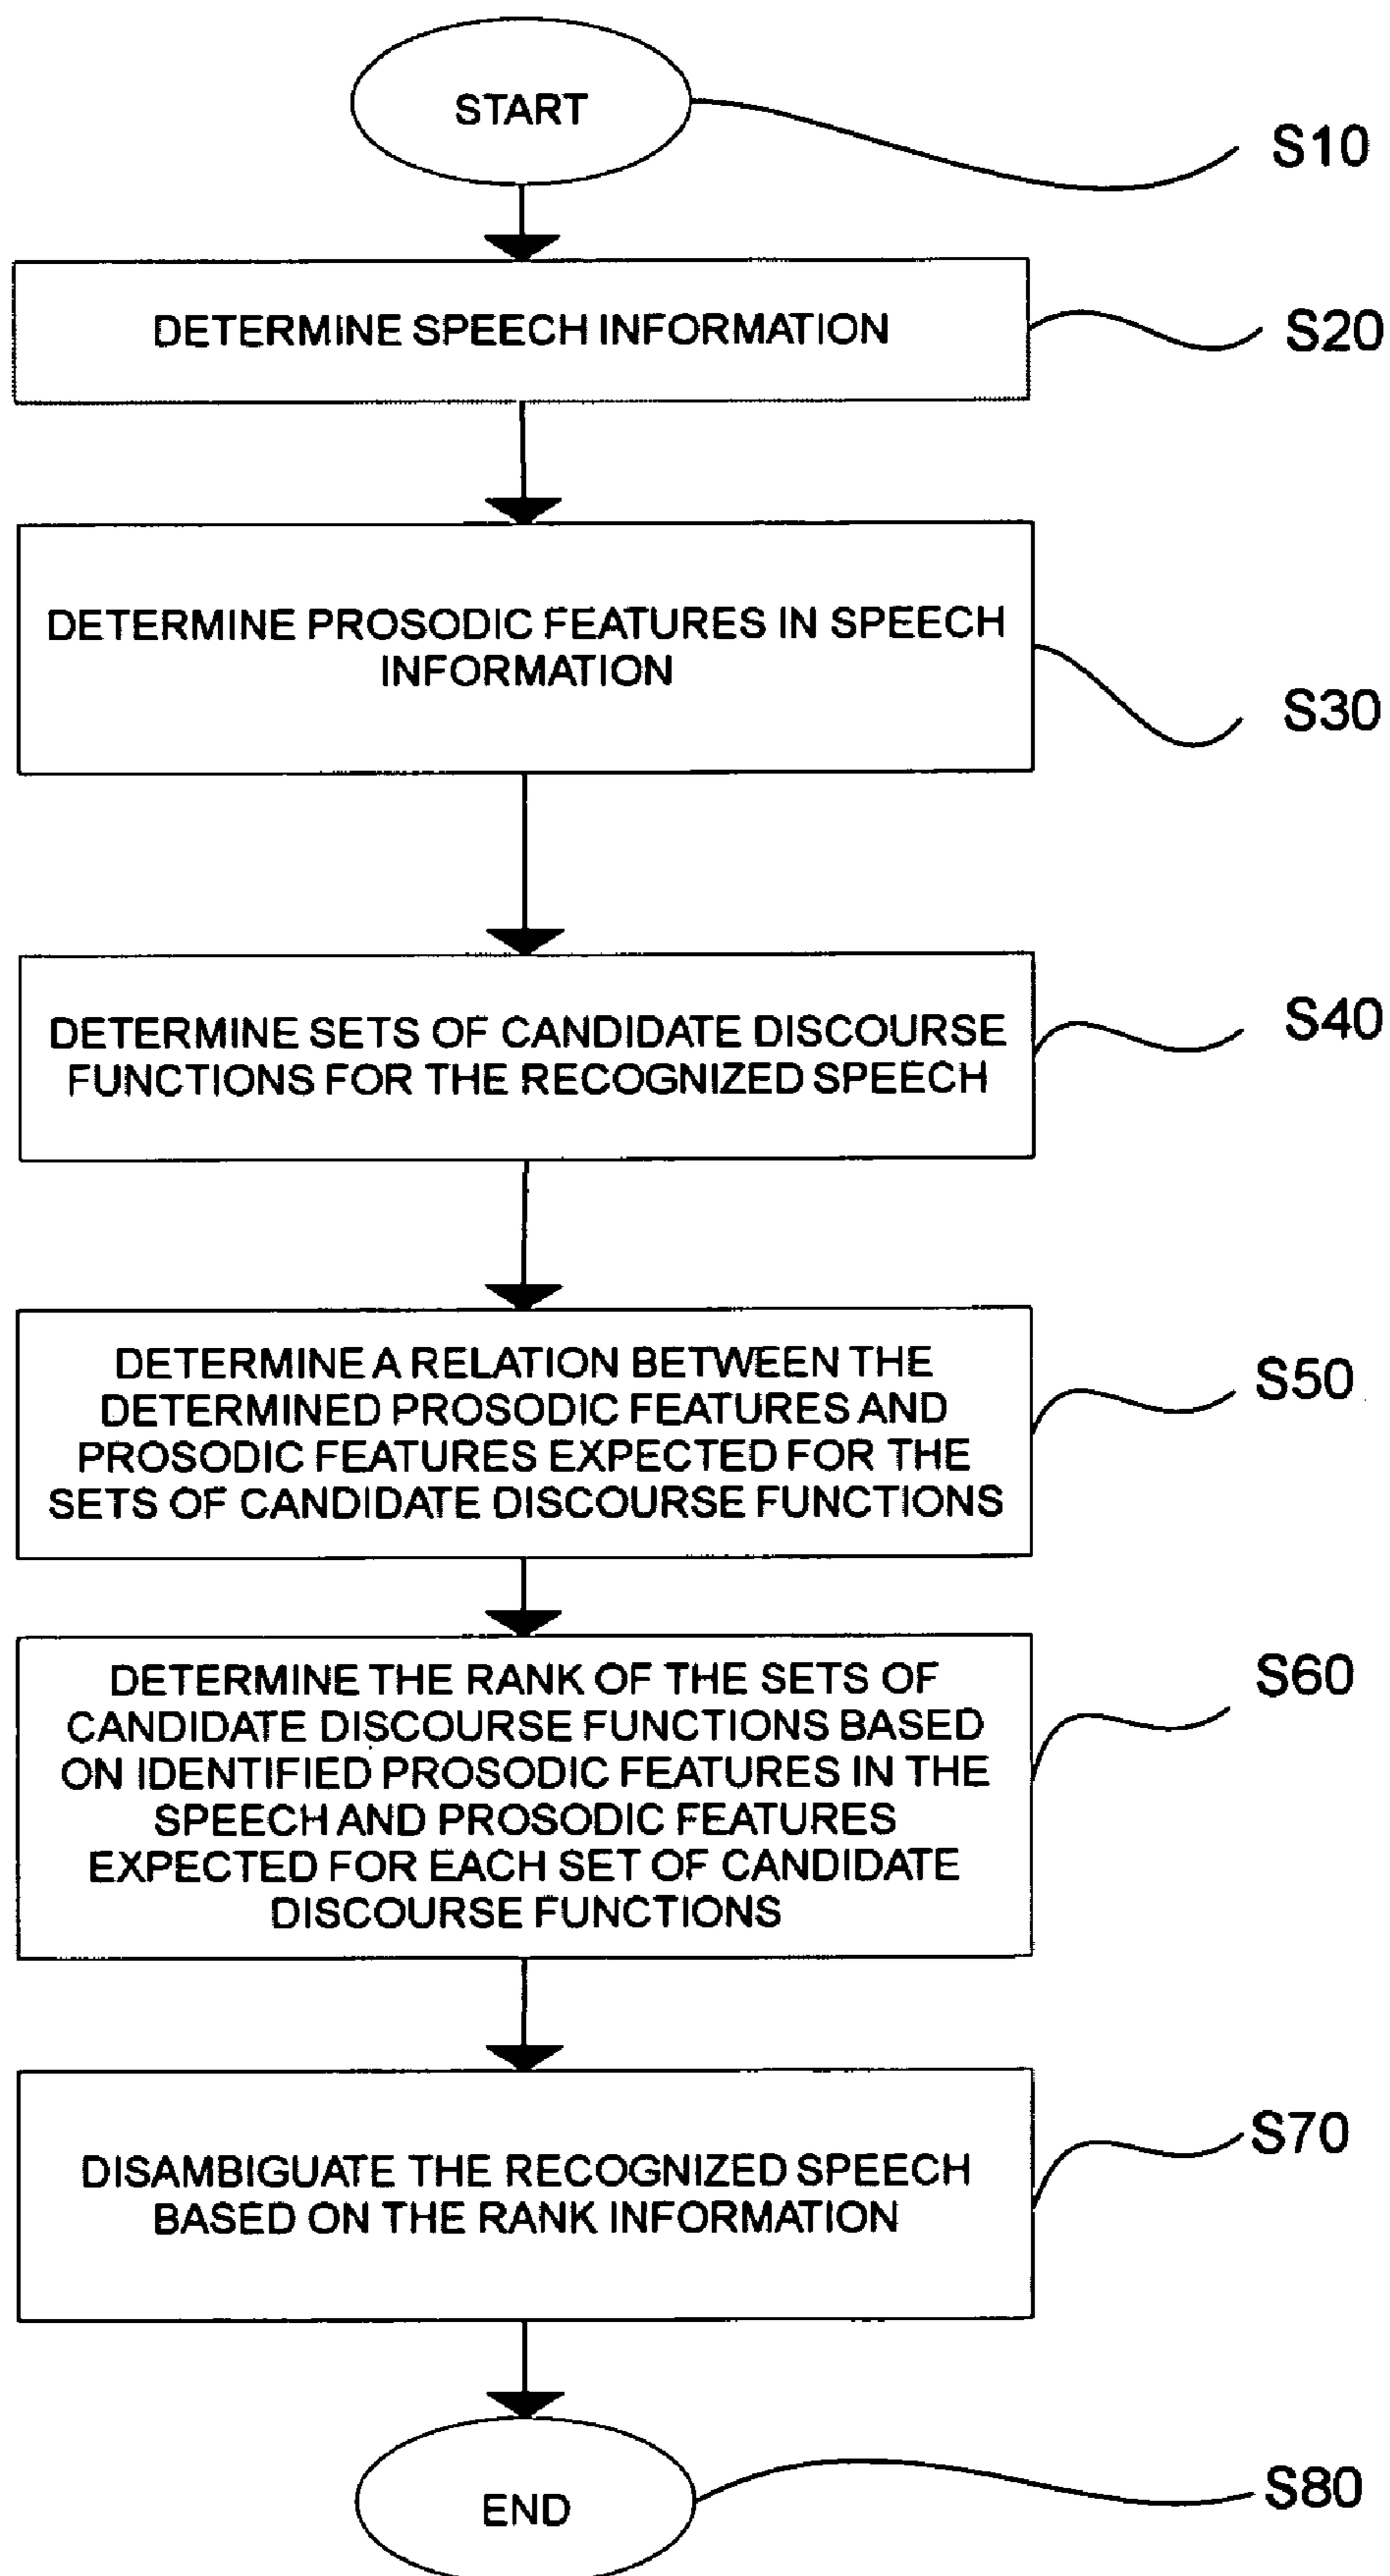 START
S10
DETERMINE SPEECH INFORMATION
S20
DETERMINE PROSODIC FEATURES IN SPEECH
INFORMATION
S30
DETERMINE SETS OF CANDIDATE DISCOURSE
FUNCTIONS FOR THE RECOGNIZED SPEECH
S40
DETERMINE A RELATION BETWEEN THE
DETERMINED PROSODIC FEATURES AND
PROSODIC FEATURES EXPECTED FOR THE
SETS OF CANDIDATE DISCOURSE FUNCTIONS
S50
DETERMINE THE RANK OF THE SETS OF
CANDIDATE DISCOURSE FUNCTIONS BASED
ON IDENTIFIED PROSODIC FEATURES IN THE
SPEECH AND PROSODIC FEATURES
EXPECTED FOR EACH SET OF CANDIDATE
DISCOURSE FUNCTIONS
S60
DISAMBIGUATE THE RECOGNIZED SPEECH
BASED ON THE RANK INFORMATION
S70
END
S80